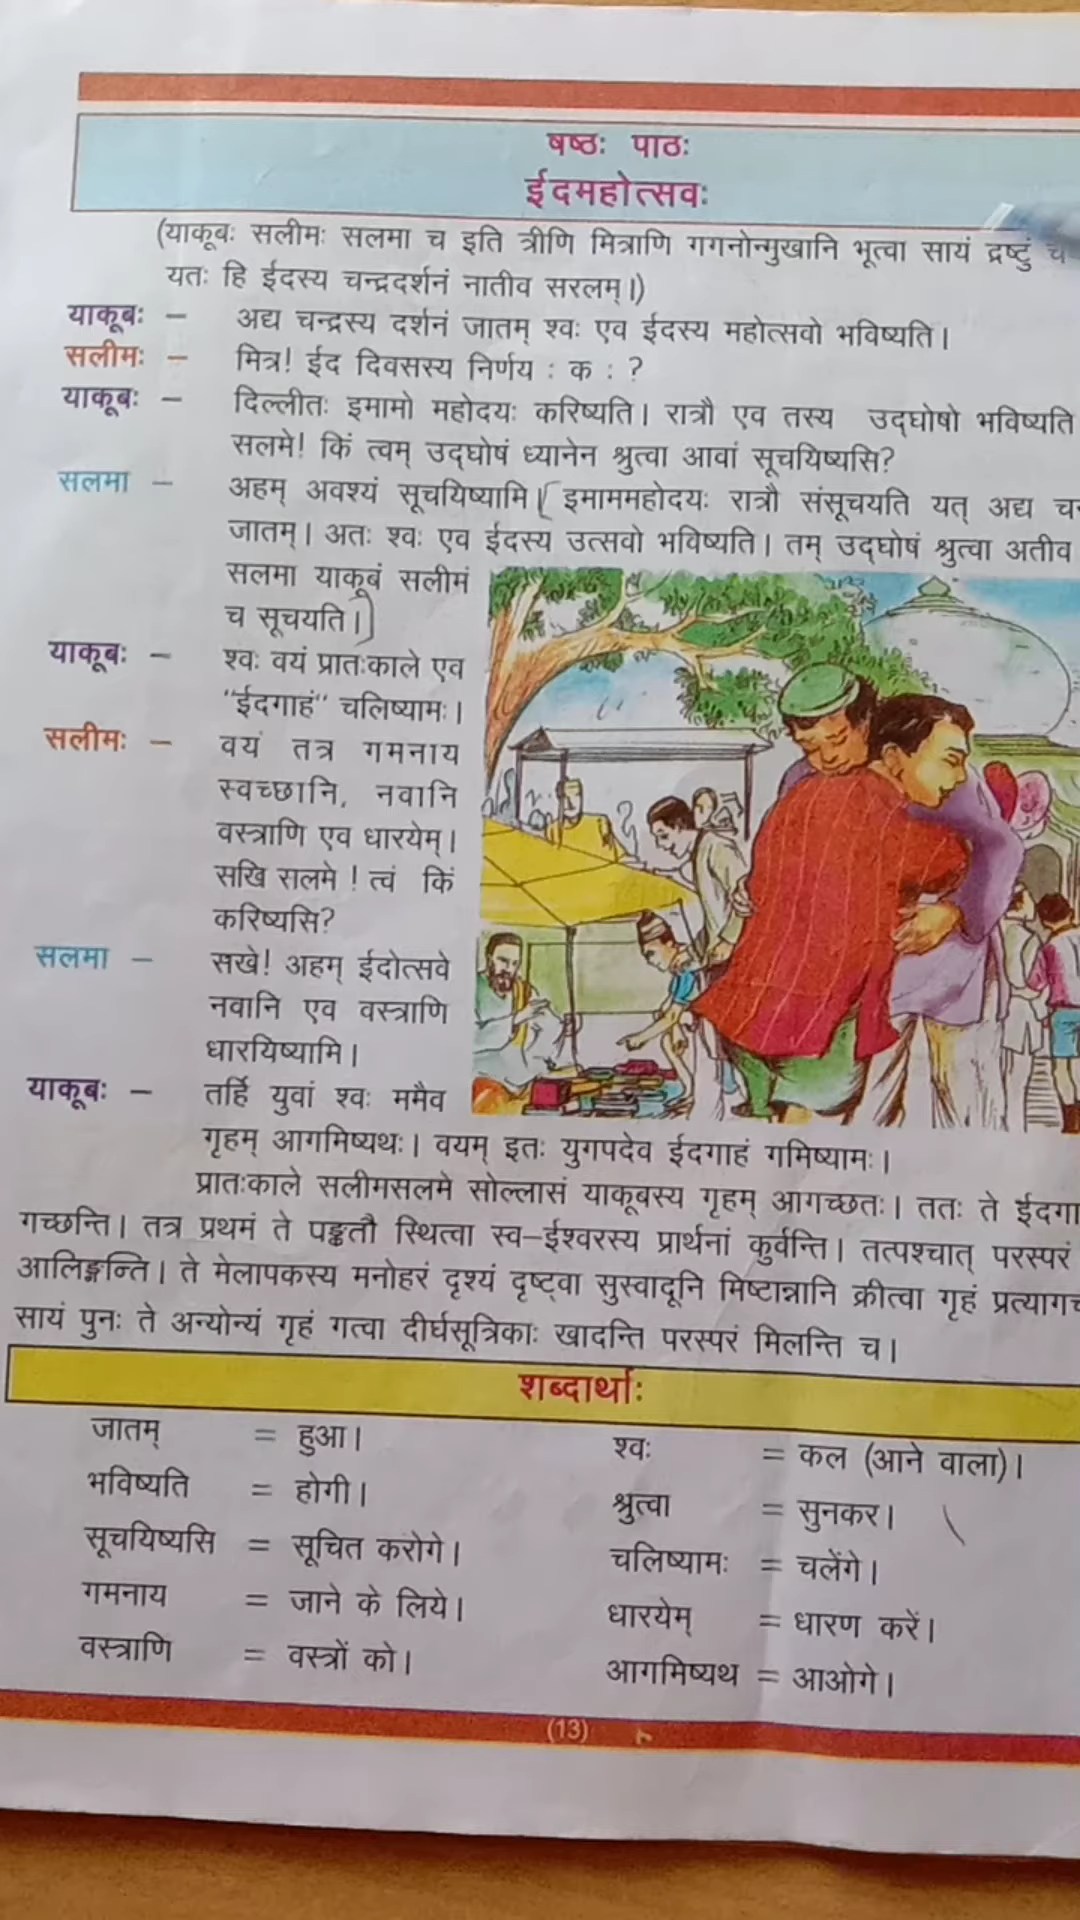 षष्ठः पाठः
ईदमहोत्सवः
(याकूबः सलीमः सलमा च इति त्रीणि मित्राणि गगनोन्मुखानि भूत्वा सायं द्रष्टुं
यतः हि ईदस्य चन्द्रदर्शनं नातीव सरलम्।)
याकूबः – अद्य चन्द्रस्य दर्शनं जातम् श्वः एव ईदस्य महोत्सवो भविष्यति।
सलीमः – मित्र! ईद दिवसस्य निर्णय : क : ?
याकूबः – दिल्लीतः इमामो महोदयः करिष्यति। रात्रौ एव तस्य उद्घोषो भविष्यति
सलमे! किं त्वम् उद्घोषं ध्यानेन श्रुत्वा आवां सूचयिष्यसि?
सलमा – अहम् अवश्यं सूचयिष्यामि। (इमाममहोदयः रात्रौ संसूचयति यत् अद्य
जातम्। अतः श्वः एव ईदस्य उत्सवो भविष्यति। तम् उद्घोषं श्रुत्वा अतीव
सलमा याकूबं सलीमं
च सूचयति।)
याकूबः – श्वः वयं प्रातःकाले एव
"ईदगाहं" चलिष्यामः।
सलीमः – वयं तत्र गमनाय
स्वच्छानि, नवानि
वस्त्राणि एव धारयेम्।
सखि सलमे ! त्वं किं
करिष्यसि?
सलमा – सखे! अहम् ईदोत्सवे
नवानि एव वस्त्राणि
धारयिष्यामि।
याकूबः – तर्हि युवां श्वः ममैव
गृहम् आगमिष्यथः। वयम् इतः युगपदेव ईदगाहं गमिष्यामः।
प्रातःकाले सलीमसलमे सोल्लासं याकूबस्य गृहम् आगच्छतः। ततः ते
गच्छन्ति। तत्र प्रथमं ते पङ्क्तौ स्थित्वा स्व–ईश्वरस्य प्रार्थनां कुर्वन्ति। तत्पश्चात् परस्परं
आलिङ्गन्ति। ते मेलापकस्य मनोहरं दृश्यं दृष्ट्वा सुस्वादूनि मिष्टान्नानि क्रीत्वा गृहं
सायं पुनः ते अन्योन्यं गृहं गत्वा दीर्घसूत्रिकाः खादन्ति परस्परं मिलन्ति च।
शब्दार्थाः
जातम् = हुआ। श्वः = कल (आने वाला)।
भविष्यति = होगी। श्रुत्वा = सुनकर।
सूचयिष्यसि = सूचित करोगे। चलिष्यामः = चलेंगे।
गमनाय = जाने के लिये। धारयेम् = धारण करें।
वस्त्राणि = वस्त्रों को। आगमिष्यथ = आओगे।
(13)